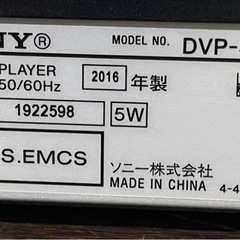 NY® MODEL NO. DVP-
PLAYER
50/60Hz 2016 年製
1922598 5W
S.EMCS ソニー株式会社
MADE IN CHINA 4-4